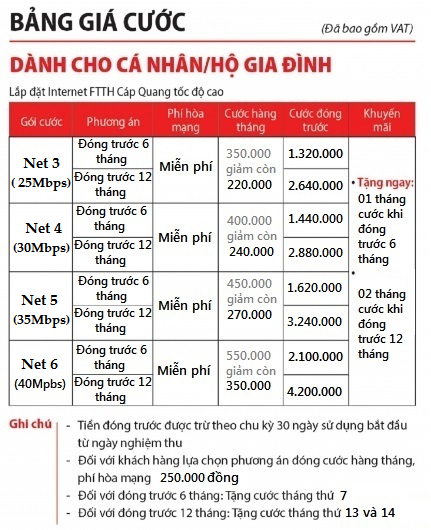 BẢNG GIÁ CƯỚC
(Đã bao gồm VAT)
DÀNH CHO CÁ NHÂN/HỘ GIA ĐÌNH
Lắp đặt Internet FTTH Cáp Quang tốc độ cao
Gói cước
Phương án
Phí hòa
mạng
Cước hàng
tháng
Cước đóng
trước
Khuyến
mãi
Net 3
(25Mbps)
Đóng trước 6
tháng
Đóng trước 12
tháng
Miễn phí
350.000
giảm còn
220.000
1.320.000
2.640.000
Net 4
(30Mbps)
Đóng trước 6
tháng
Đóng trước 12
tháng
Miễn phí
400.000
giảm còn
240.000
1.440.000
2.880.000
Net 5
(35Mbps)
Đóng trước 6
tháng
Đóng trước 12
tháng
Miễn phí
450.000
giảm còn
270.000
1.620.000
3.240.000
Net 6
(40Mpbs)
Đóng trước 6
tháng
Đóng trước 12
tháng
Miễn phí
550.000
giảm còn
350.000
2.100.000
4.200.000
• Tặng ngay:
01 tháng
cước khi
đóng
trước 6
tháng
•
02 tháng
cước khi
đóng
trước 12
tháng
Ghi chú
- Tiền đóng trước được trừ theo chu kỳ 30 ngày sử dụng bắt đầu
từ ngày nghiệm thu
- Đối với khách hàng lựa chọn phương án đóng cước hàng tháng,
phí hòa mạng 250.000 đồng
- Đối với đóng trước 6 tháng: Tặng cước tháng thứ 7
- Đối với đóng trước 12 tháng: Tặng cước tháng thứ 13 và 14